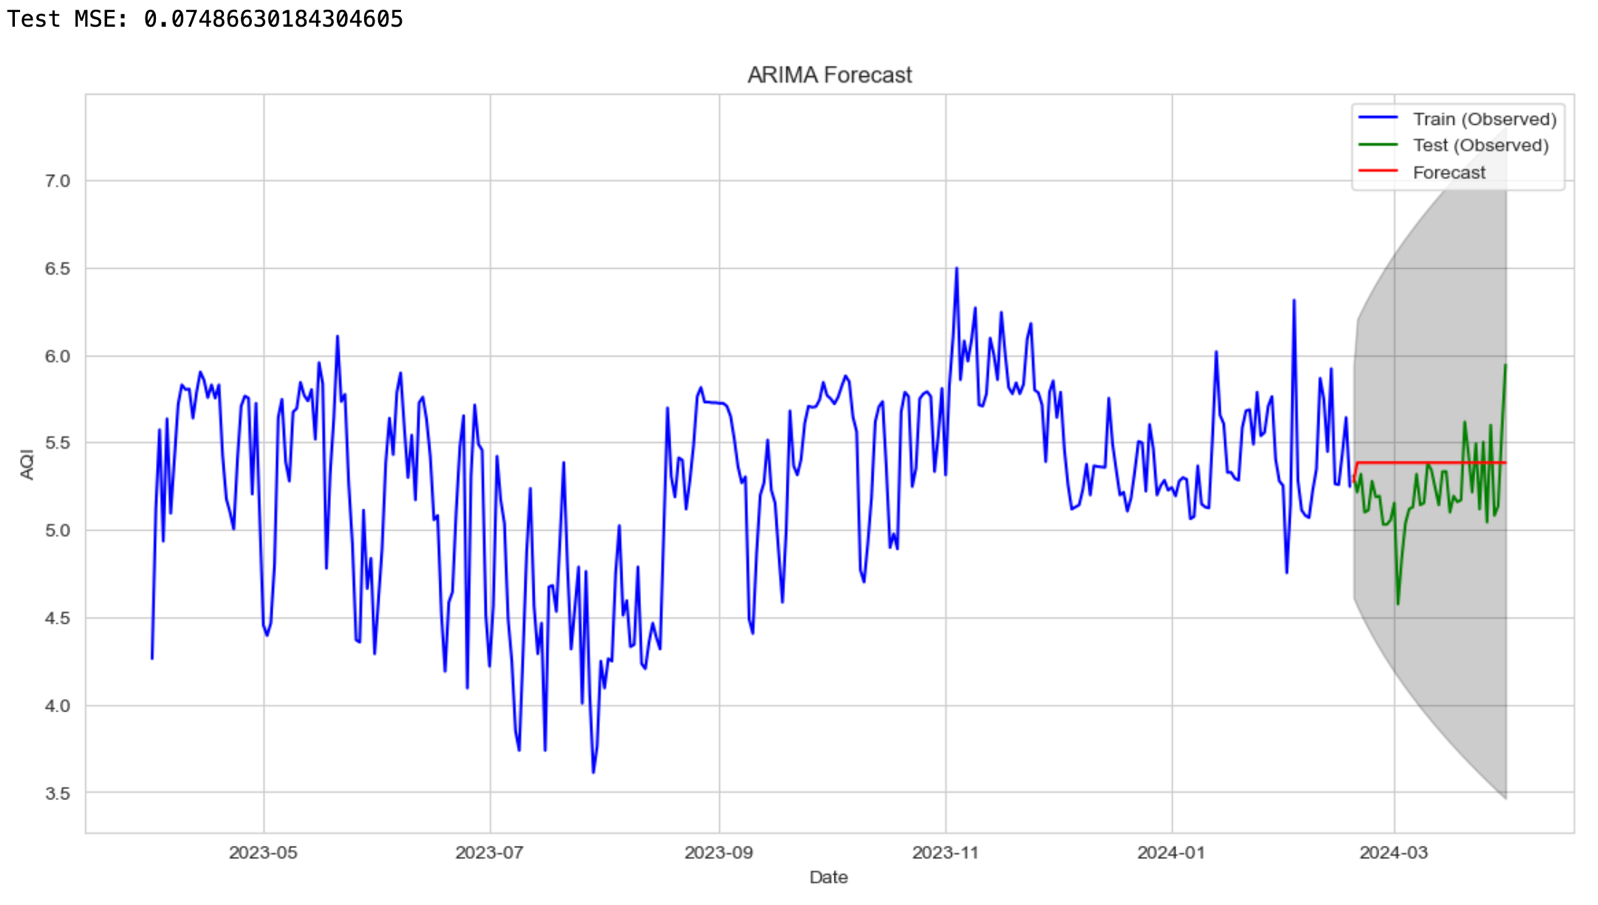 Test MSE: 0.07486630184304605
ARIMA Forecast
Train (Observed)
Test (Observed)
Forecast
7.0
6.5
6.0
5.5
5.0
4.5
4.0
3.5
AQI
2023-05
2023-07
2023-09
2023-11
2024-01
2024-03
Date